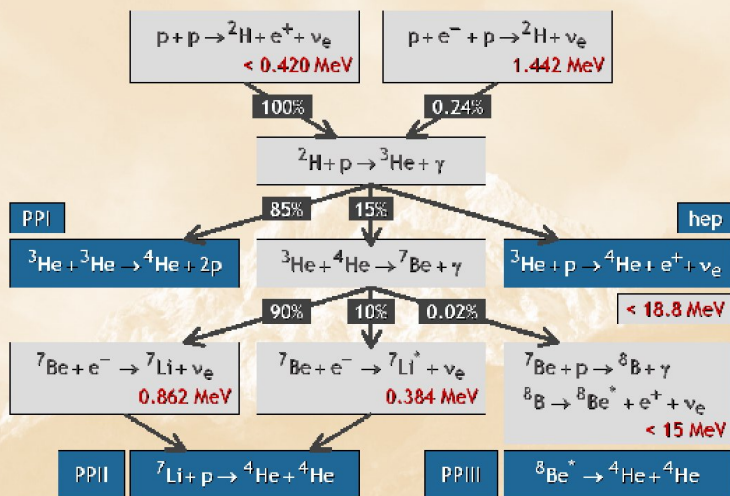 p + p → ²H + e⁺ + νₑ
< 0.420 MeV
p + e⁻ + p → ²H + νₑ
1.442 MeV
100%
0.24%
²H + p → ³He + γ
PPI
85%
15%
hep
³He + ³He → ⁴He + 2p
³He + ⁴He → ⁷Be + γ
³He + p → ⁴He + e⁺ + νₑ
< 18.8 MeV
90%
10%
0.02%
⁷Be + e⁻ → ⁷Li + νₑ
0.862 MeV
⁷Be + e⁻ → ⁷Li* + νₑ
0.384 MeV
⁷Be + p → ⁸B + γ
⁸B → ⁸Be* + e⁺ + νₑ
< 15 MeV
PPII
⁷Li + p → ⁴He + ⁴He
PPIII
⁸Be* → ⁴He + ⁴He